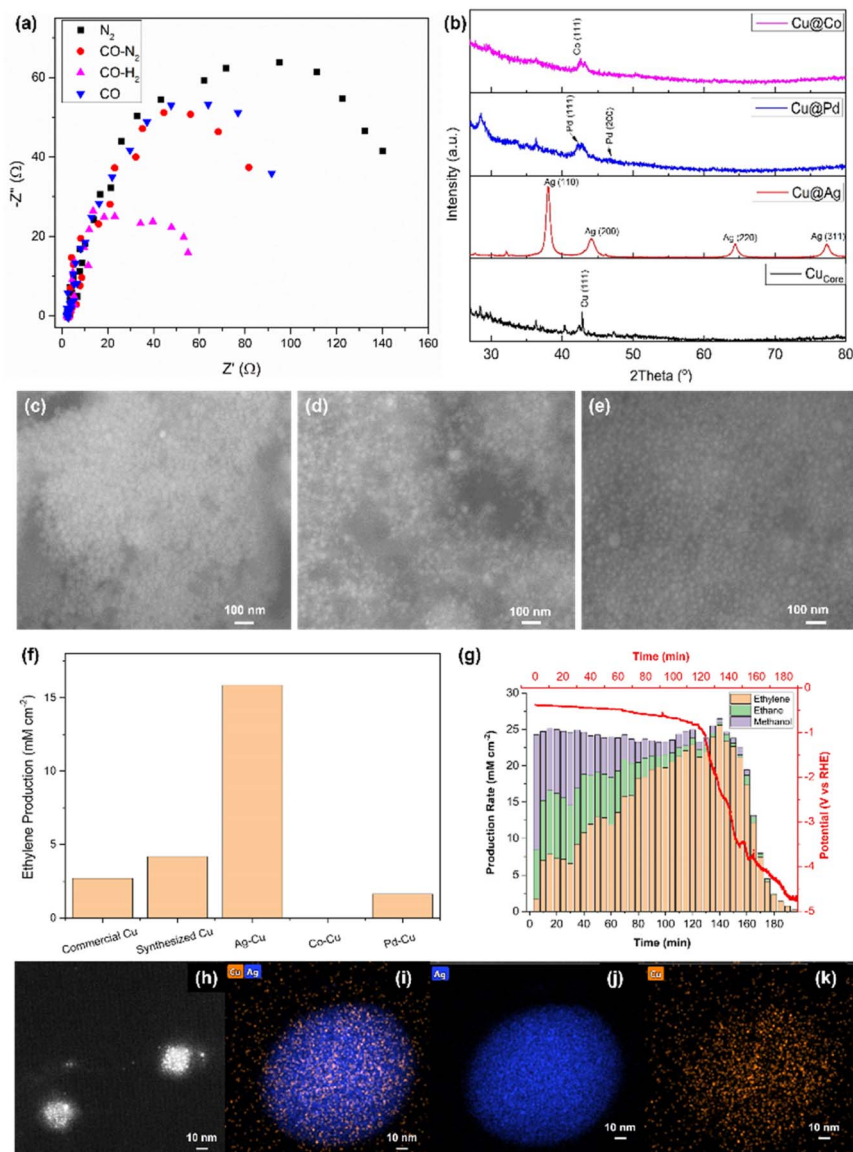 (a)
N₂
CO-N₂
CO-H₂
CO
-Z'' (Ω)
60
40
20
0
0 20 40 60 80 100 120 140 160
Z' (Ω)
(b)
Cu@Co
Co (111)
Cu@Pd
Pd (111)
Pd (200)
Cu@Ag
Ag (110)
Ag (200)
Ag (220)
Ag (311)
CuCore
Cu (111)
Intensity (a.u.)
30 40 50 60 70 80
2Theta (°)
(c)
100 nm
(d)
100 nm
(e)
100 nm
(f)
Ethylene Production (mM cm⁻²)
15
10
5
0
Commercial Cu
Synthesized Cu
Ag-Cu
Co-Cu
Pd-Cu
(g)
Time (min)
0 20 40 60 80 100 120 140 160 180
Ethylene
Ethane
Methanol
Production Rate (mM cm⁻²)
30
25
20
15
10
5
0
Potential (V vs RHE)
0
-1
-2
-3
-4
-5
0 20 40 60 80 100 120 140 160 180
Time (min)
(h)
10 nm
Cu Ag
(i)
10 nm
Ag
(j)
10 nm
Cu
(k)
10 nm